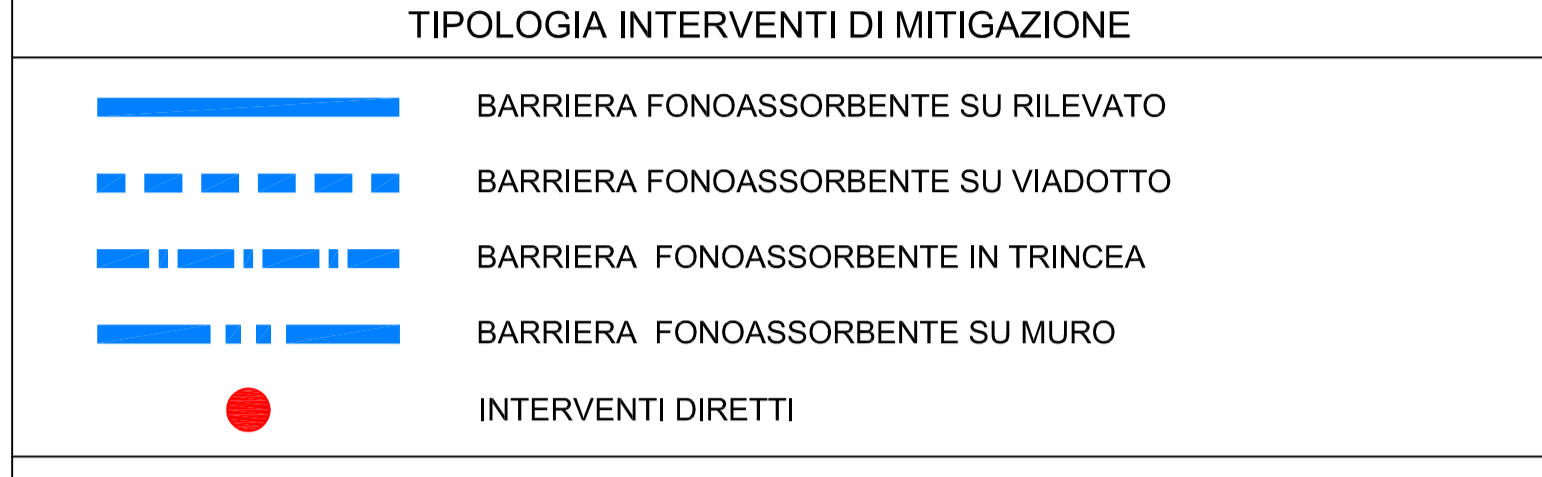 TIPOLOGIA INTERVENTI DI MITIGAZIONE
BARRIERA FONOASSORBENTE SU RILEVATO
BARRIERA FONOASSORBENTE SU VIADOTTO
BARRIERA FONOASSORBENTE IN TRINCEA
BARRIERA FONOASSORBENTE SU MURO
INTERVENTI DIRETTI